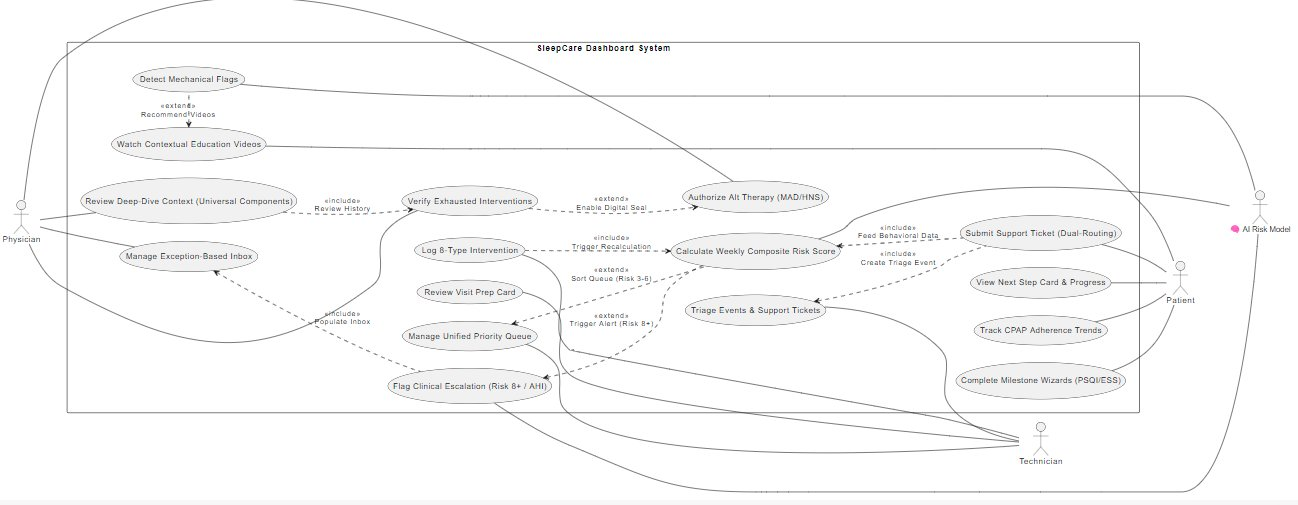 SleepCare Dashboard System
Detect Mechanical Flags
«extend»
Recommend Videos
Watch Contextual Education Videos
Review Deep-Dive Context (Universal Components)
«include»
Review History
Verify Exhausted Interventions
«extend»
Enable Digital Seal
Authorize Alt Therapy (MAD/HNS)
Physician
Manage Exception-Based Inbox
Log 8-Type Intervention
«include»
Trigger Recalculation
Calculate Weekly Composite Risk Score
«include»
Feed Behavioral Data
Submit Support Ticket (Dual-Routing)
AI Risk Model
«include»
Create Triage Event
«extend»
Sort Queue (Risk 3-6)
Review Visit Prep Card
View Next Step Card & Progress
Patient
Triage Events & Support Tickets
«include»
Populate Inbox
«extend»
Trigger Alert (Risk 8+)
Manage Unified Priority Queue
Track CPAP Adherence Trends
Flag Clinical Escalation (Risk 8+ / AHI)
Complete Milestone Wizards (PSQI/ESS)
Technician